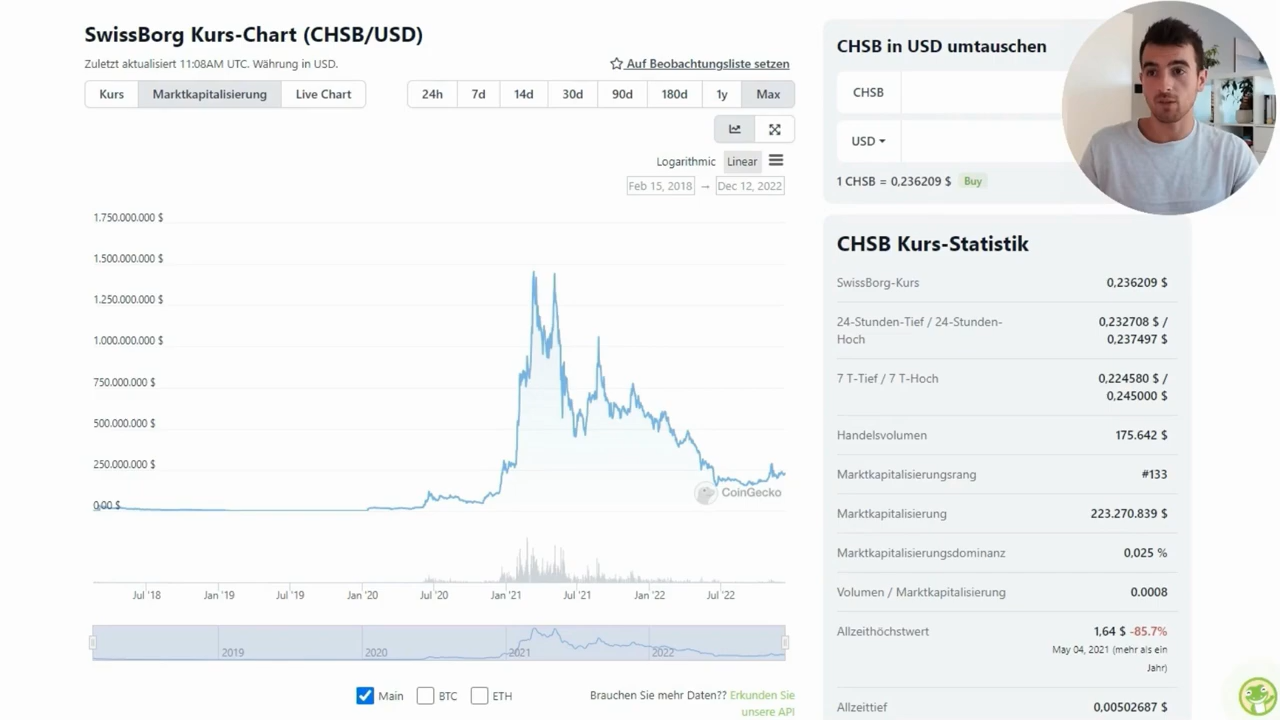 SwissBorg Kurs-Chart (CHSB/USD)
Zuletzt aktualisiert 11:08AM UTC. Währung in USD.
Auf Beobachtungsliste setzen
Kurs Marktkapitalisierung Live Chart
24h 7d 14d 30d 90d 180d 1y Max
Logarithmic Linear
Feb 15, 2018 → Dec 12, 2022
1.750.000.000 $
1.500.000.000 $
1.250.000.000 $
1.000.000.000 $
750.000.000 $
500.000.000 $
250.000.000 $
0,00 $
CoinGecko
Jul '18 Jan '19 Jul '19 Jan '20 Jul '20 Jan '21 Jul '21 Jan '22 Jul '22
2019 2020 2021 2022
Main BTC ETH
Brauchen Sie mehr Daten?? Erkunden Sie
unsere API
CHSB in USD umtauschen
CHSB
USD
1 CHSB = 0,236209 $ Buy
CHSB Kurs-Statistik
SwissBorg-Kurs 0,236209 $
24-Stunden-Tief / 24-Stunden- 0,232708 $ /
Hoch 0,237497 $
7 T-Tief / 7 T-Hoch 0,224580 $ /
0,245000 $
Handelsvolumen 175.642 $
Marktkapitalisierungsrang #133
Marktkapitalisierung 223.270.839 $
Marktkapitalisierungsdominanz 0,025 %
Volumen / Marktkapitalisierung 0.0008
Allzeithöchstwert 1,64 $ -85.7%
May 04, 2021 (mehr als ein
Jahr)
Allzeittief 0,00502687 $